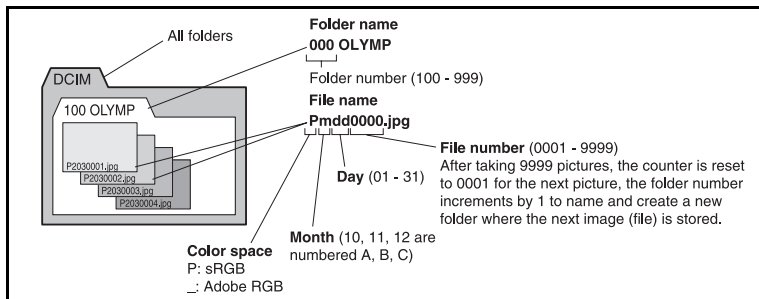 All folders
DCIM
100 OLYMP
P2030001.jpg
P2030002.jpg
P2030003.jpg
P2030004.jpg
Folder name
000 OLYMP
Folder number (100 - 999)
File name
Pmdd0000.jpg
File number (0001 - 9999)
After taking 9999 pictures, the counter is reset
to 0001 for the next picture, the folder number
increments by 1 to name and create a new
folder where the next image (file) is stored.
Day (01 - 31)
Month (10, 11, 12 are
numbered A, B, C)
Color space
P: sRGB
_: Adobe RGB